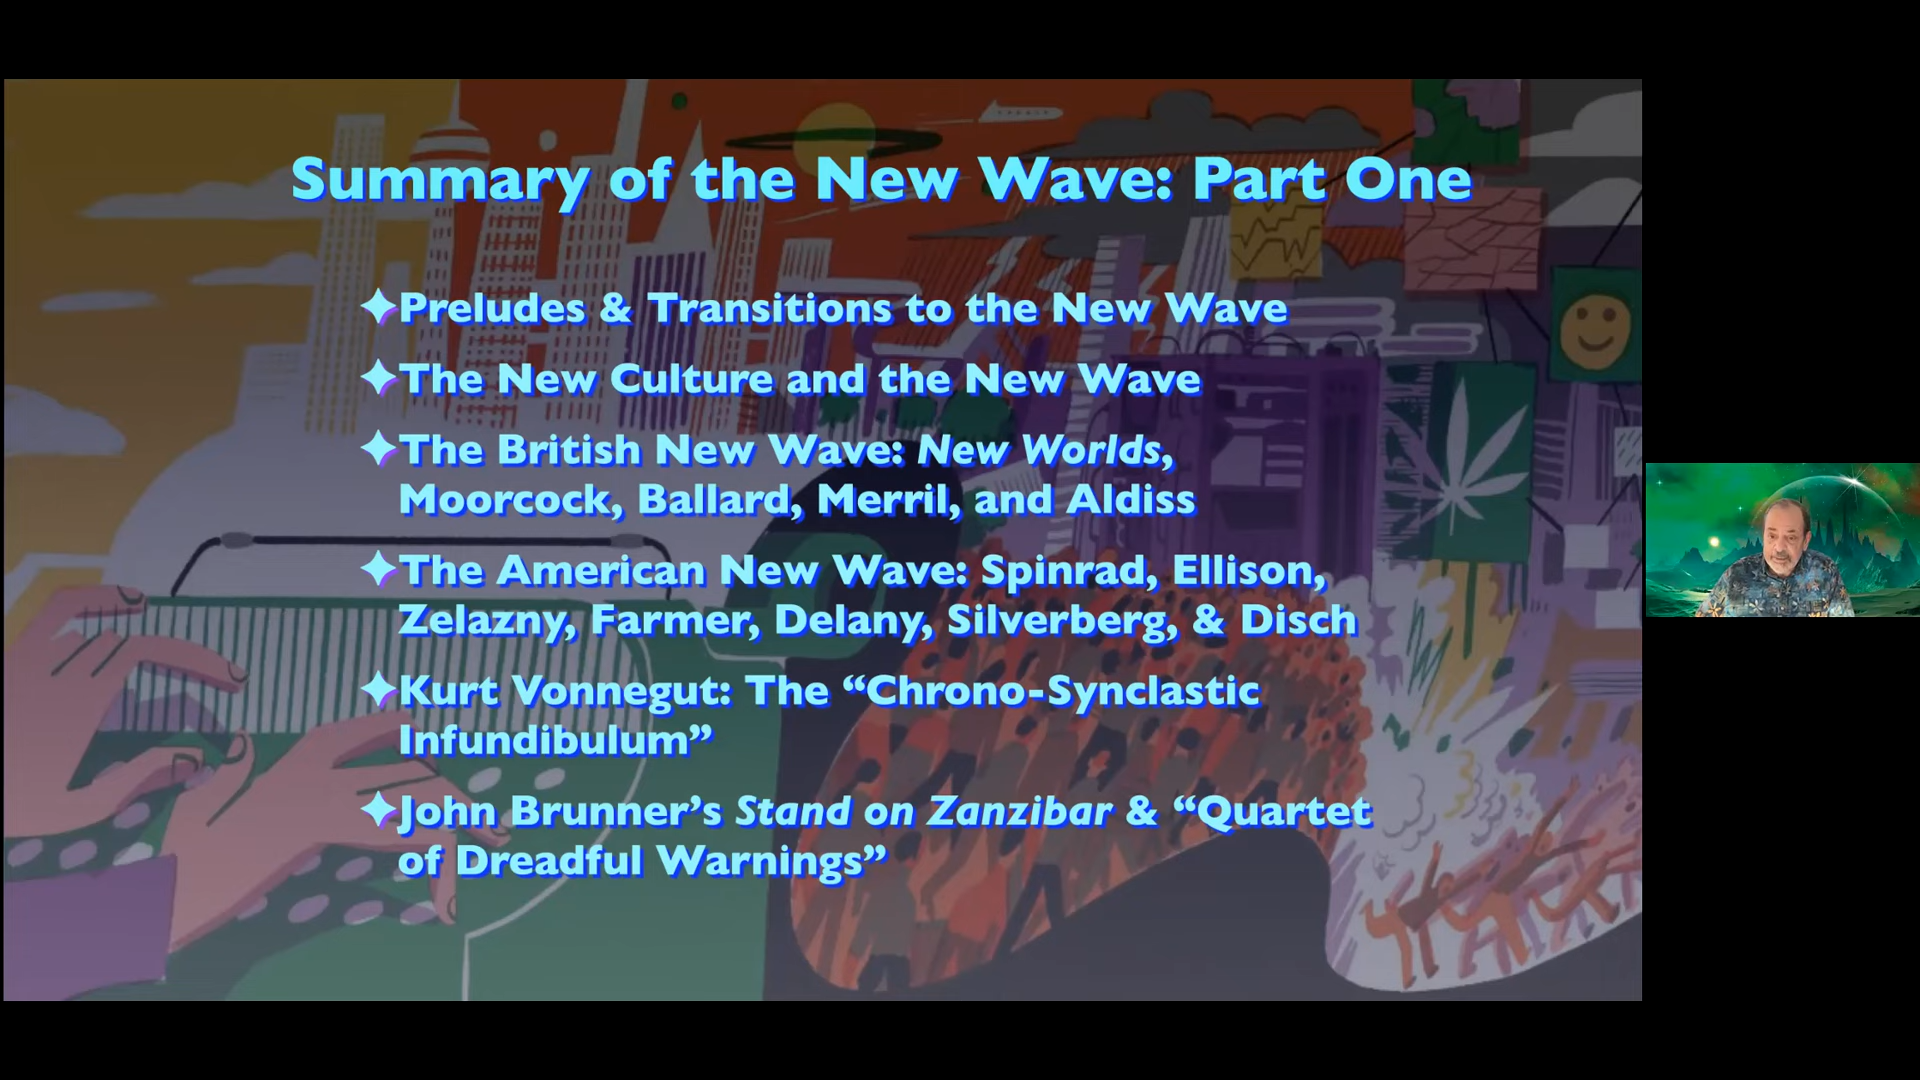 Summary of the New Wave: Part One
✦Preludes & Transitions to the New Wave
✦The New Culture and the New Wave
✦The British New Wave: New Worlds,
Moorcock, Ballard, Merril, and Aldiss
✦The American New Wave: Spinrad, Ellison,
Zelazny, Farmer, Delany, Silverberg, & Disch
✦Kurt Vonnegut: The “Chrono-Synclastic
Infundibulum”
✦John Brunner’s Stand on Zanzibar & “Quartet
of Dreadful Warnings”